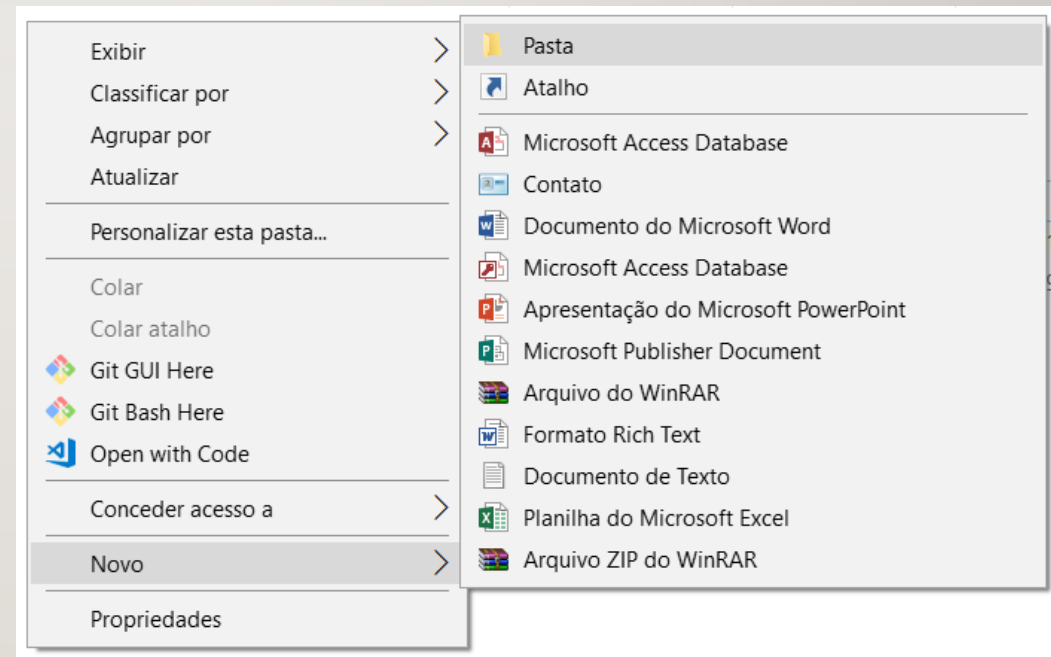 Exibir
Classificar por
Agrupar por
Atualizar
Personalizar esta pasta...
Colar
Colar atalho
Git GUI Here
Git Bash Here
Open with Code
Conceder acesso a
Novo
Propriedades
Pasta
Atalho
Microsoft Access Database
Contato
Documento do Microsoft Word
Microsoft Access Database
Apresentação do Microsoft PowerPoint
Microsoft Publisher Document
Arquivo do WinRAR
Formato Rich Text
Documento de Texto
Planilha do Microsoft Excel
Arquivo ZIP do WinRAR